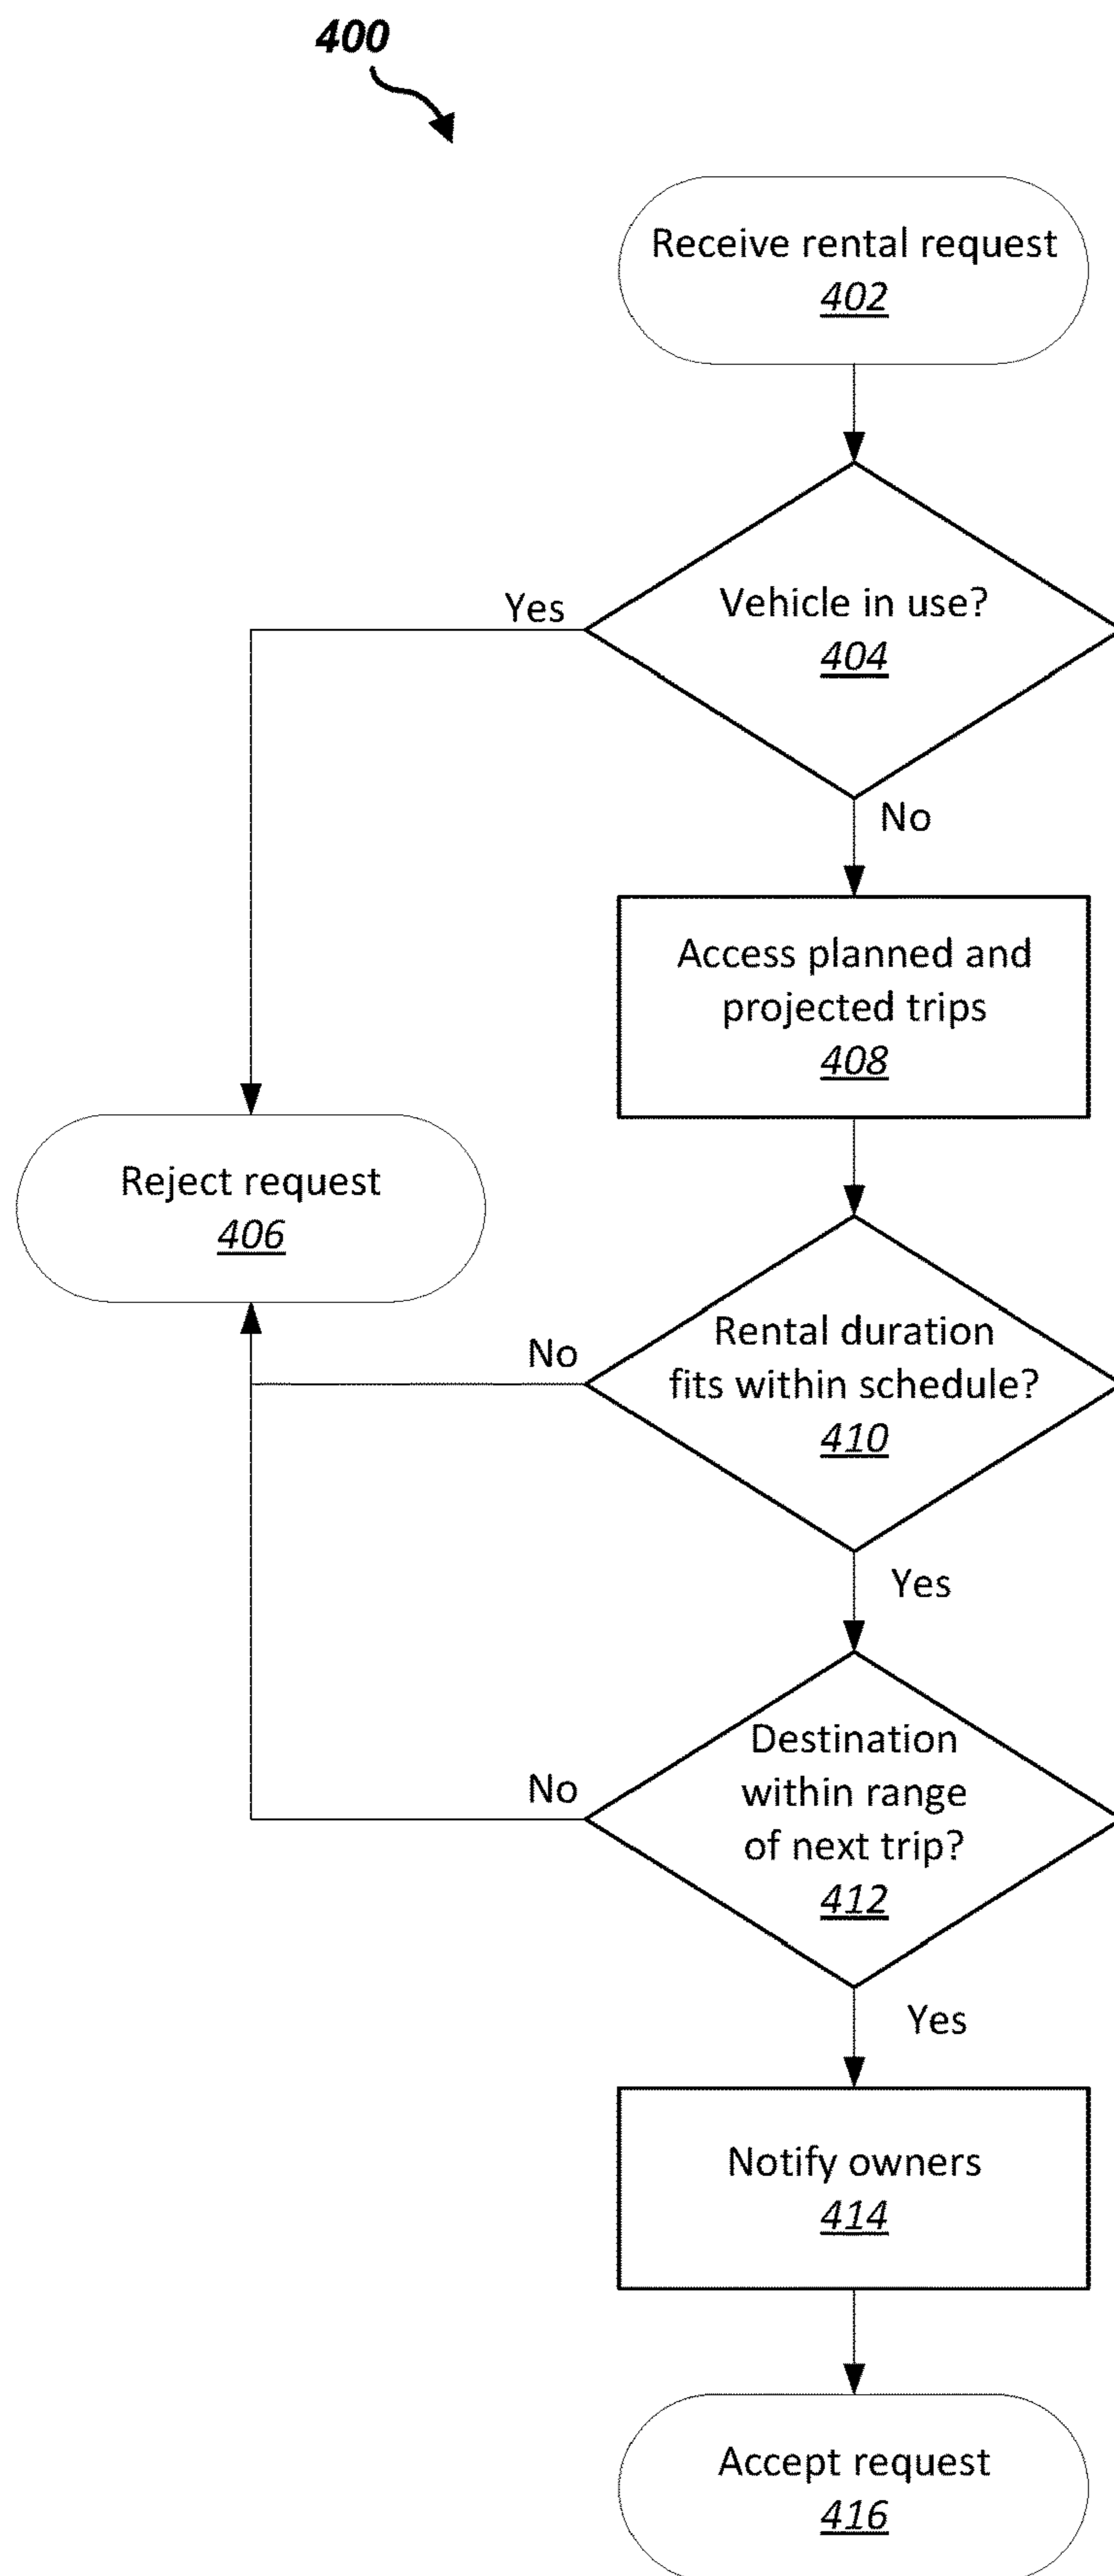 400
Receive rental request
402
Vehicle in use?
404
Yes
No
Access planned and
projected trips
408
Reject request
406
Rental duration
fits within schedule?
410
No
Yes
Destination
within range
of next trip?
412
No
Yes
Notify owners
414
Accept request
416